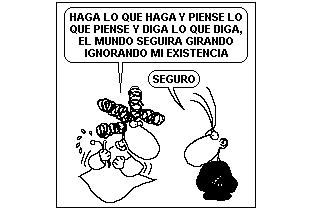 HAGA LO QUE HAGA Y PIENSE LO
QUE PIENSE Y DIGA LO QUE DIGA,
EL MUNDO SEGUIRA GIRANDO
IGNORANDO MI EXISTENCIA
SEGURO